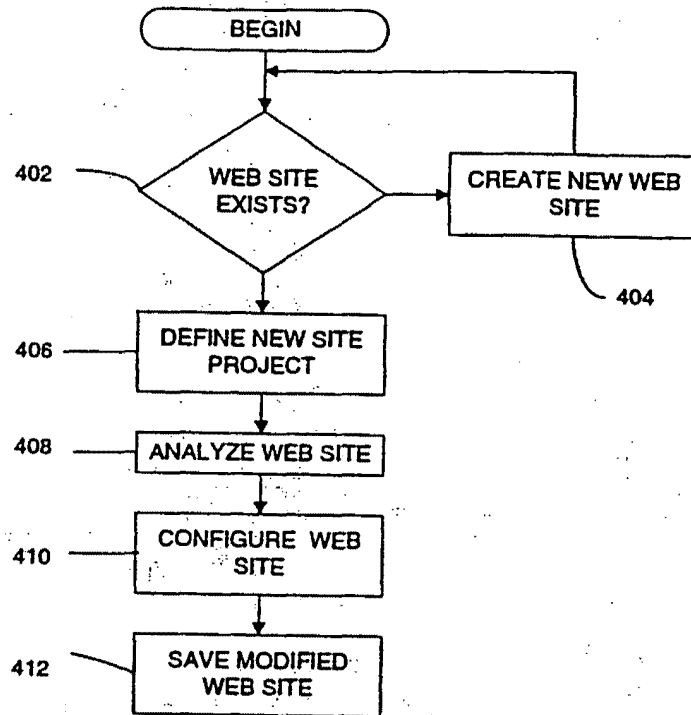 BEGIN
402
WEB SITE
EXISTS?
CREATE NEW WEB
SITE
404
406
DEFINE NEW SITE
PROJECT
408
ANALYZE WEB SITE
410
CONFIGURE WEB
SITE
412
SAVE MODIFIED
WEB SITE